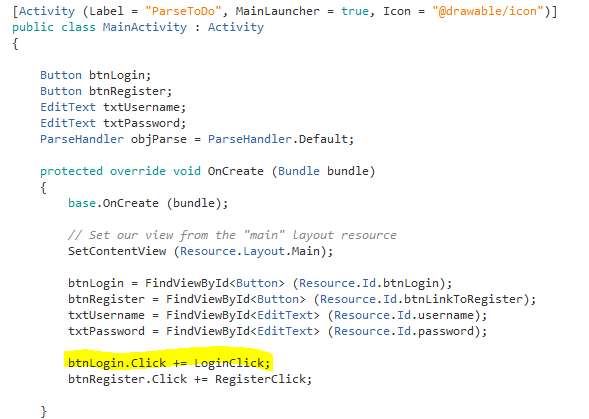 [Activity (Label = "ParseToDo", MainLauncher = true, Icon = "@drawable/icon")]
public class MainActivity : Activity
{
Button btnLogin;
Button btnRegister;
EditText txtUsername;
EditText txtPassword;
ParseHandler objParse = ParseHandler.Default;
protected override void OnCreate (Bundle bundle)
{
base.OnCreate (bundle);
// Set our view from the "main" layout resource
SetContentView (Resource.Layout.Main);
btnLogin = FindViewById<Button> (Resource.Id.btnLogin);
btnRegister = FindViewById<Button> (Resource.Id.btnLinkToRegister);
txtUsername = FindViewById<EditText> (Resource.Id.username);
txtPassword = FindViewById<EditText> (Resource.Id.password);
btnLogin.Click += LoginClick;
btnRegister.Click += RegisterClick;
}